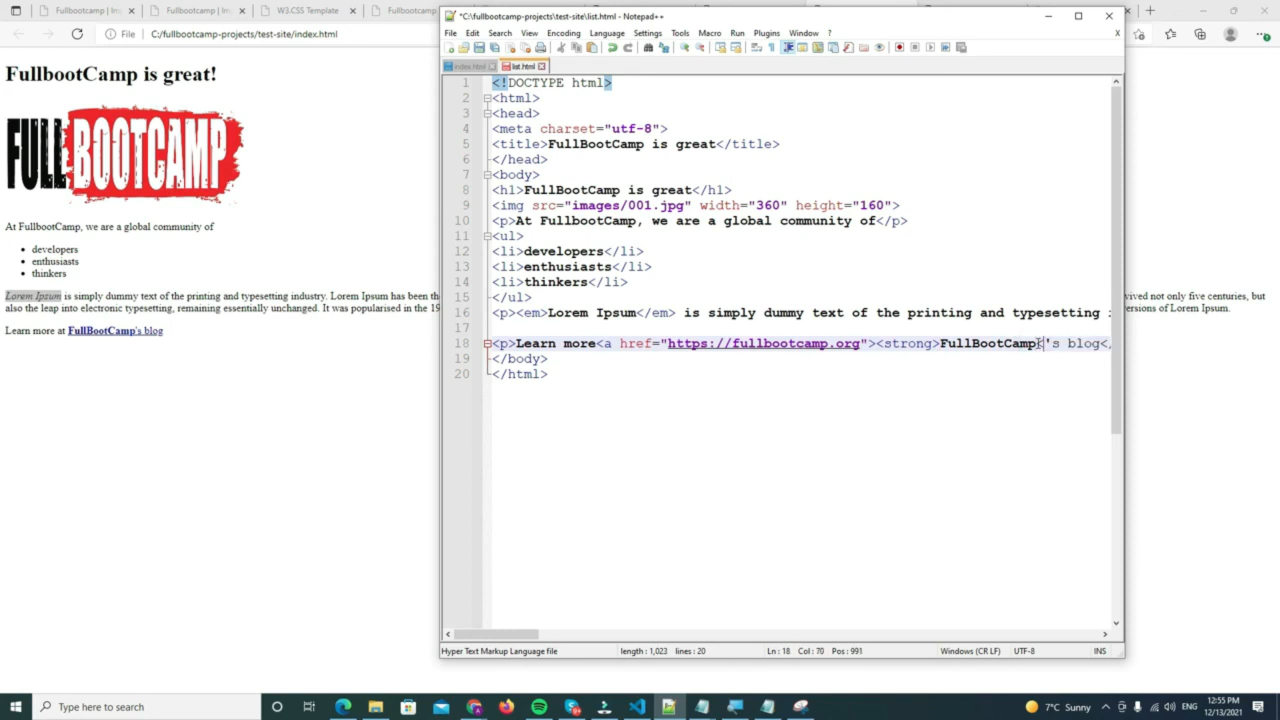 Fullbootcamp | Im
Fullbootcamp | Im
W3.CSS Template
Fullbootcamp
File
C:/fullbootcamp-projects/test-site/index.html
FullbootCamp is great!
FULL BOOTCAMP
At FullbootCamp, we are a global community of
developers
enthusiasts
thinkers
Lorem Ipsum is simply dummy text of the printing and typesetting industry. Lorem Ipsum has been the
vived not only five centuries, but
also the leap into electronic typesetting, remaining essentially unchanged. It was popularised in the 19
ersions of Lorem Ipsum.
Learn more at FullBootCamp's blog
*C:\fullbootcamp-projects\test-site\list.html - Notepad++
File Edit Search View Encoding Language Settings Tools Macro Run Plugins Window ?
X
index.html list.html
1 <!DOCTYPE html>
2 <html>
3 <head>
4 <meta charset="utf-8">
5 <title>FullBootCamp is great</title>
6 </head>
7 <body>
8 <h1>FullBootCamp is great</h1>
9 <img src="images/001.jpg" width="360" height="160">
10 <p>At FullbootCamp, we are a global community of</p>
11 <ul>
12 <li>developers</li>
13 <li>enthusiasts</li>
14 <li>thinkers</li>
15 </ul>
16 <p><em>Lorem Ipsum</em> is simply dummy text of the printing and typesetting i
17
18 <p>Learn more<a href="https://fullbootcamp.org"><strong>FullBootCamp<'s blog<
19 </body>
20 </html>
Hyper Text Markup Language file
length : 1,023 lines : 20
Ln : 18 Col : 70 Pos : 991
Windows (CR LF)
UTF-8
INS
Type here to search
7°C Sunny
ENG
12:55 PM
12/13/2021